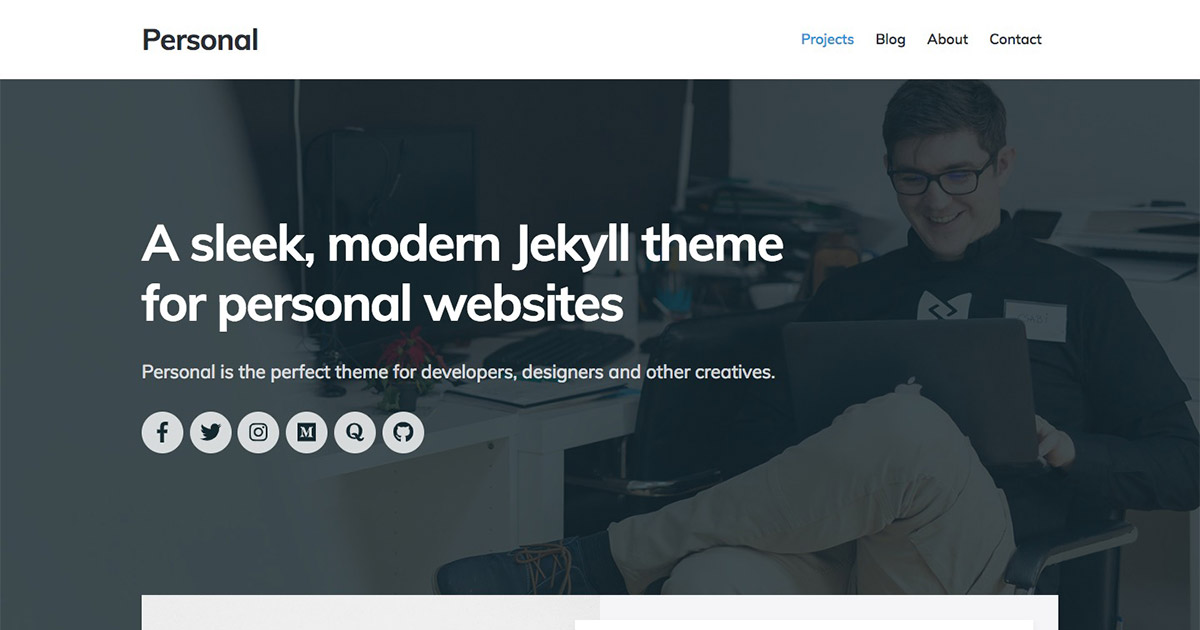 Personal
Projects Blog About Contact
A sleek, modern Jekyll theme
for personal websites
Personal is the perfect theme for developers, designers and other creatives.